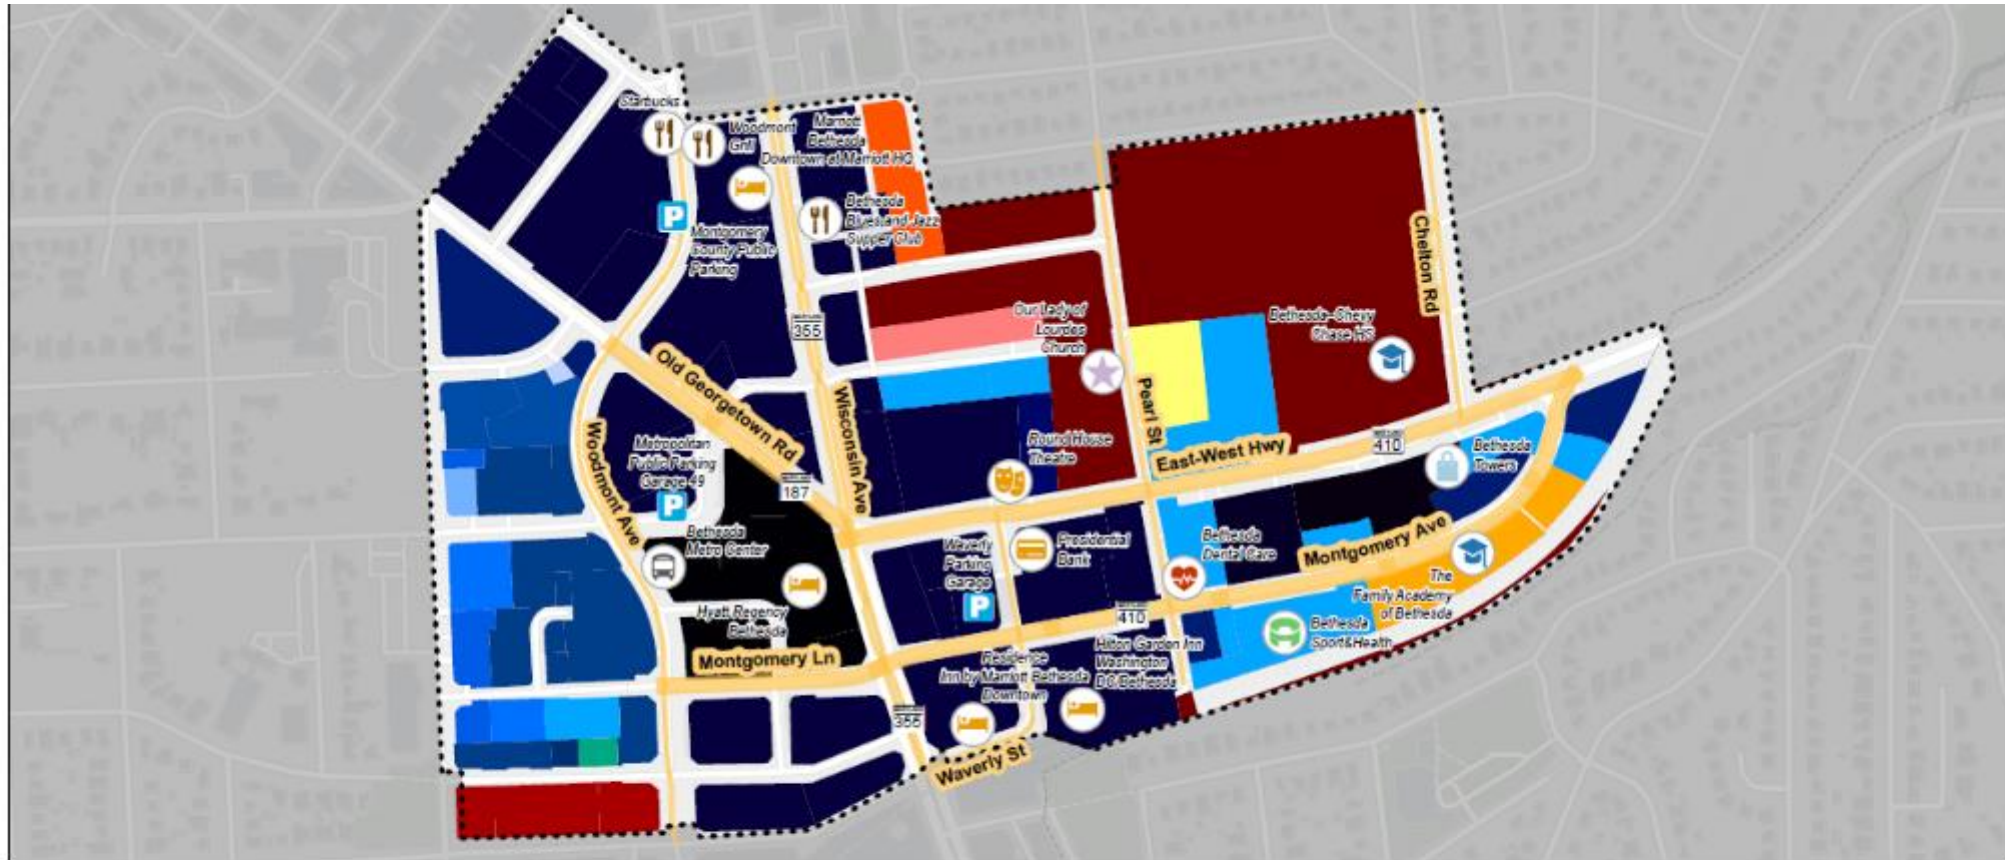 Starbucks
Woodmont
Grill
Marriott
Bethesda
Downtown at Marriott HQ
Bethesda
Blues and Jazz
Supper Club
P
Montgomery
County Public
Parking
Chelton Rd
355
Our Lady of
Lourdes
Church
Bethesda-Chevy
Chase HS
Old Georgetown Rd
Wisconsin Ave
Pearl St
Woodmont Ave
Metropolitan
Public Parking
Garage 49
P
187
Round House
Theatre
East-West Hwy
410
Bethesda
Towers
Bethesda
Metro Center
Waverly
Parking
Garage
P
Presidential
Bank
Bethesda
Dental Care
Montgomery Ave
The
Family Academy
of Bethesda
Hyatt Regency
Bethesda
410
Bethesda
Sport&Health
Montgomery Ln
Residence
Inn by Marriott Bethesda
Downtown
Hilton Garden Inn
Washington
DC/Bethesda
355
Waverly St